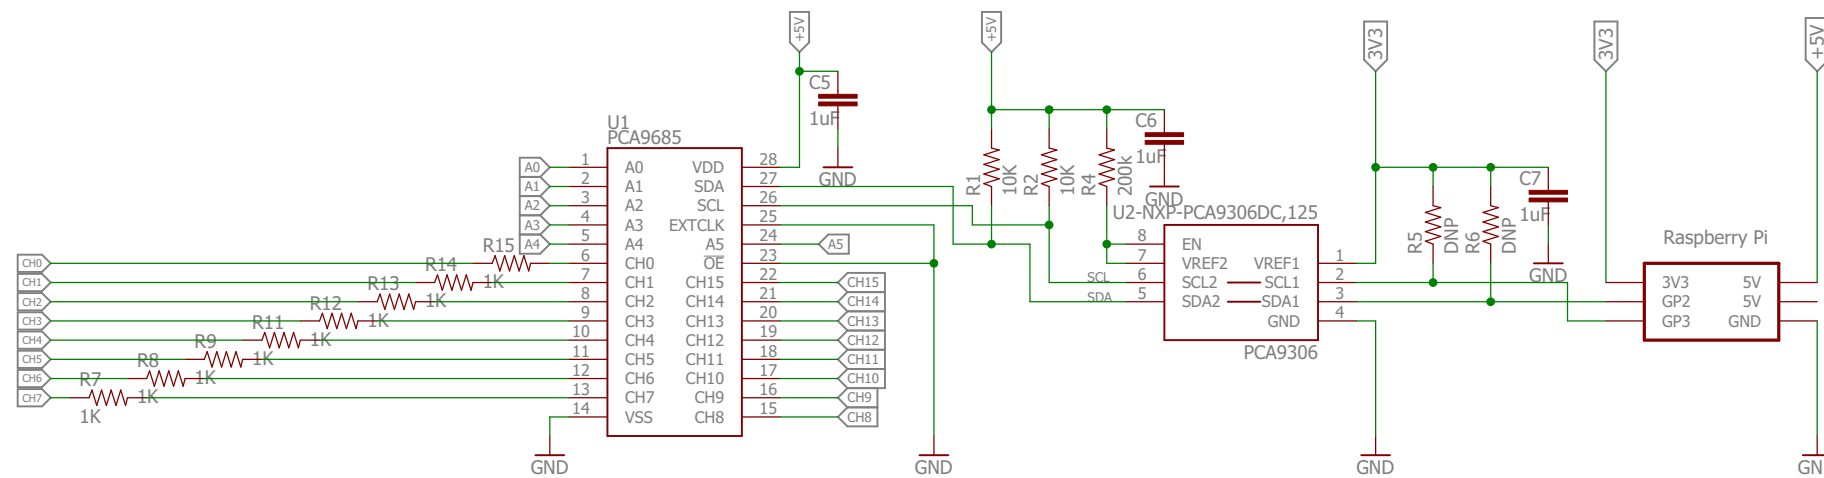 +5V
+5V
3V3
3V3
+5V
C5
1uF
GND
U1
PCA9685
A0
A1
A2
A3
A4
1
2
3
4
5
6
7
8
9
10
11
12
13
14
A0
A1
A2
A3
A4
CH0
CH1
CH2
CH3
CH4
CH5
CH6
CH7
VSS
VDD
SDA
SCL
EXTCLK
A5
OE
CH15
CH14
CH13
CH12
CH11
CH10
CH9
CH8
28
27
26
25
24
23
22
21
20
19
18
17
16
15
A5
CH15
CH14
CH13
CH12
CH11
CH10
CH9
CH8
CH0
CH1
CH2
CH3
CH4
CH5
CH6
CH7
R15
1K
R14
1K
R13
1K
R12
1K
R11
1K
R9
1K
R8
1K
R7
1K
GND
GND
R1
10K
R2
10K
R4
200k
C6
1uF
GND
U2-NXP-PCA9306DC,125
8
7
6
5
SCL
SDA
EN
VREF2
SCL2
SDA2
VREF1
SCL1
SDA1
GND
1
2
3
4
PCA9306
GND
R5
DNP
R6
DNP
C7
1uF
GND
Raspberry Pi
3V3
GP2
GP3
5V
5V
GND
GN